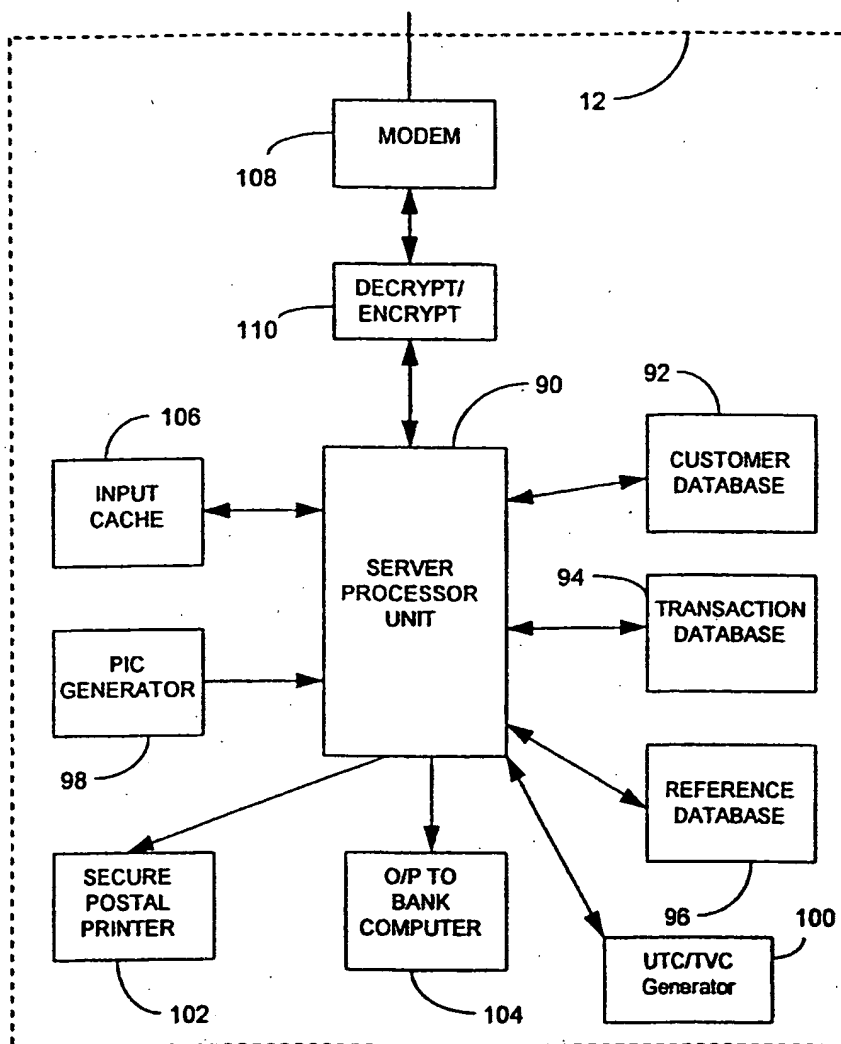 12
MODEM
108
DECRYPT/
ENCRYPT
110
90
92
106
INPUT
CACHE
CUSTOMER
DATABASE
SERVER
PROCESSOR
UNIT
94
TRANSACTION
DATABASE
PIC
GENERATOR
98
REFERENCE
DATABASE
SECURE
POSTAL
PRINTER
O/P TO
BANK
COMPUTER
96
100
UTC/TVC
Generator
102
104